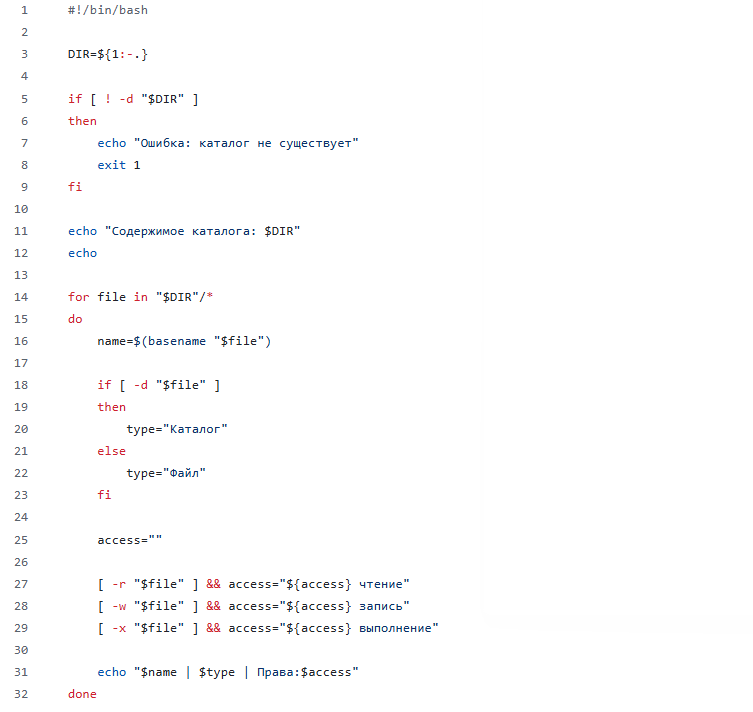 1 #!/bin/bash
2
3 DIR=${1:-.}
4
5 if [ ! -d "$DIR" ]
6 then
7     echo "Ошибка: каталог не существует"
8     exit 1
9 fi
10
11 echo "Содержимое каталога: $DIR"
12 echo
13
14 for file in "$DIR"/*
15 do
16     name=$(basename "$file")
17
18     if [ -d "$file" ]
19     then
20         type="Каталог"
21     else
22         type="Файл"
23     fi
24
25     access=""
26
27     [ -r "$file" ] && access="${access} чтение"
28     [ -w "$file" ] && access="${access} запись"
29     [ -x "$file" ] && access="${access} выполнение"
30
31     echo "$name | $type | Права:$access"
32 done